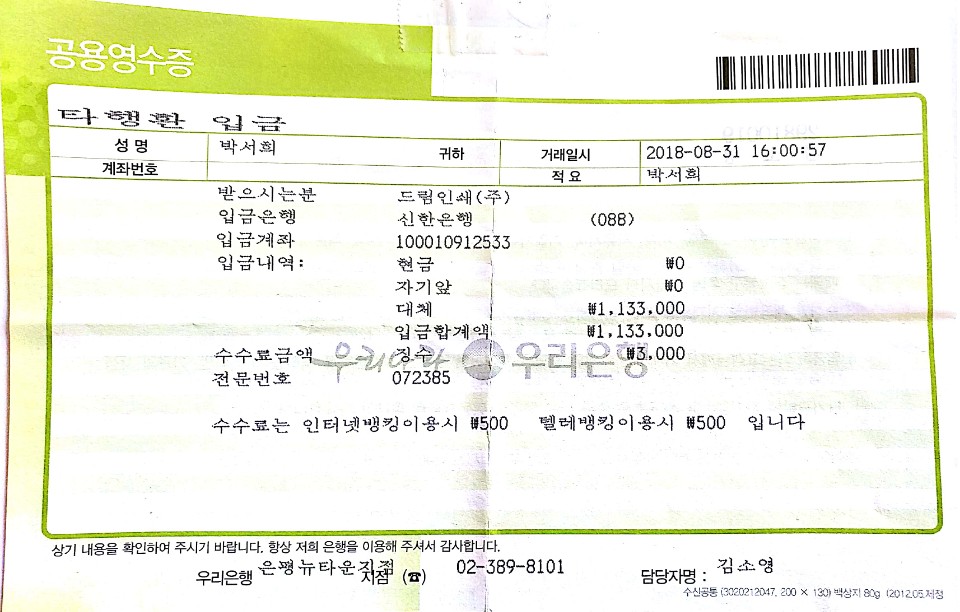 공용영수증
타행환 입금
성 명 박서희 귀하 거래일시 2018-08-31 16:00:57
계좌번호 적 요 박서희
받으시는분 드림인쇄(주)
입금은행 신한은행 (088)
입금계좌 100010912533
입금내역: 현금 ₩0
자기앞 ₩0
대체 ₩1,133,000
입금합계액 ₩1,133,000
수수료금액 징수 ₩3,000
우리나라 우리은행
전문번호 072385
수수료는 인터넷뱅킹이용시 ₩500 텔레뱅킹이용시 ₩500 입니다
상기 내용을 확인하여 주시기 바랍니다. 항상 저희 은행을 이용해 주셔서 감사합니다.
우리은행 은평뉴타운지점 지점 (☎) 02-389-8101 담당자명 : 김소영
수신공통 (3020212047, 200 × 130) 백상지 80g (2012.05.제정)